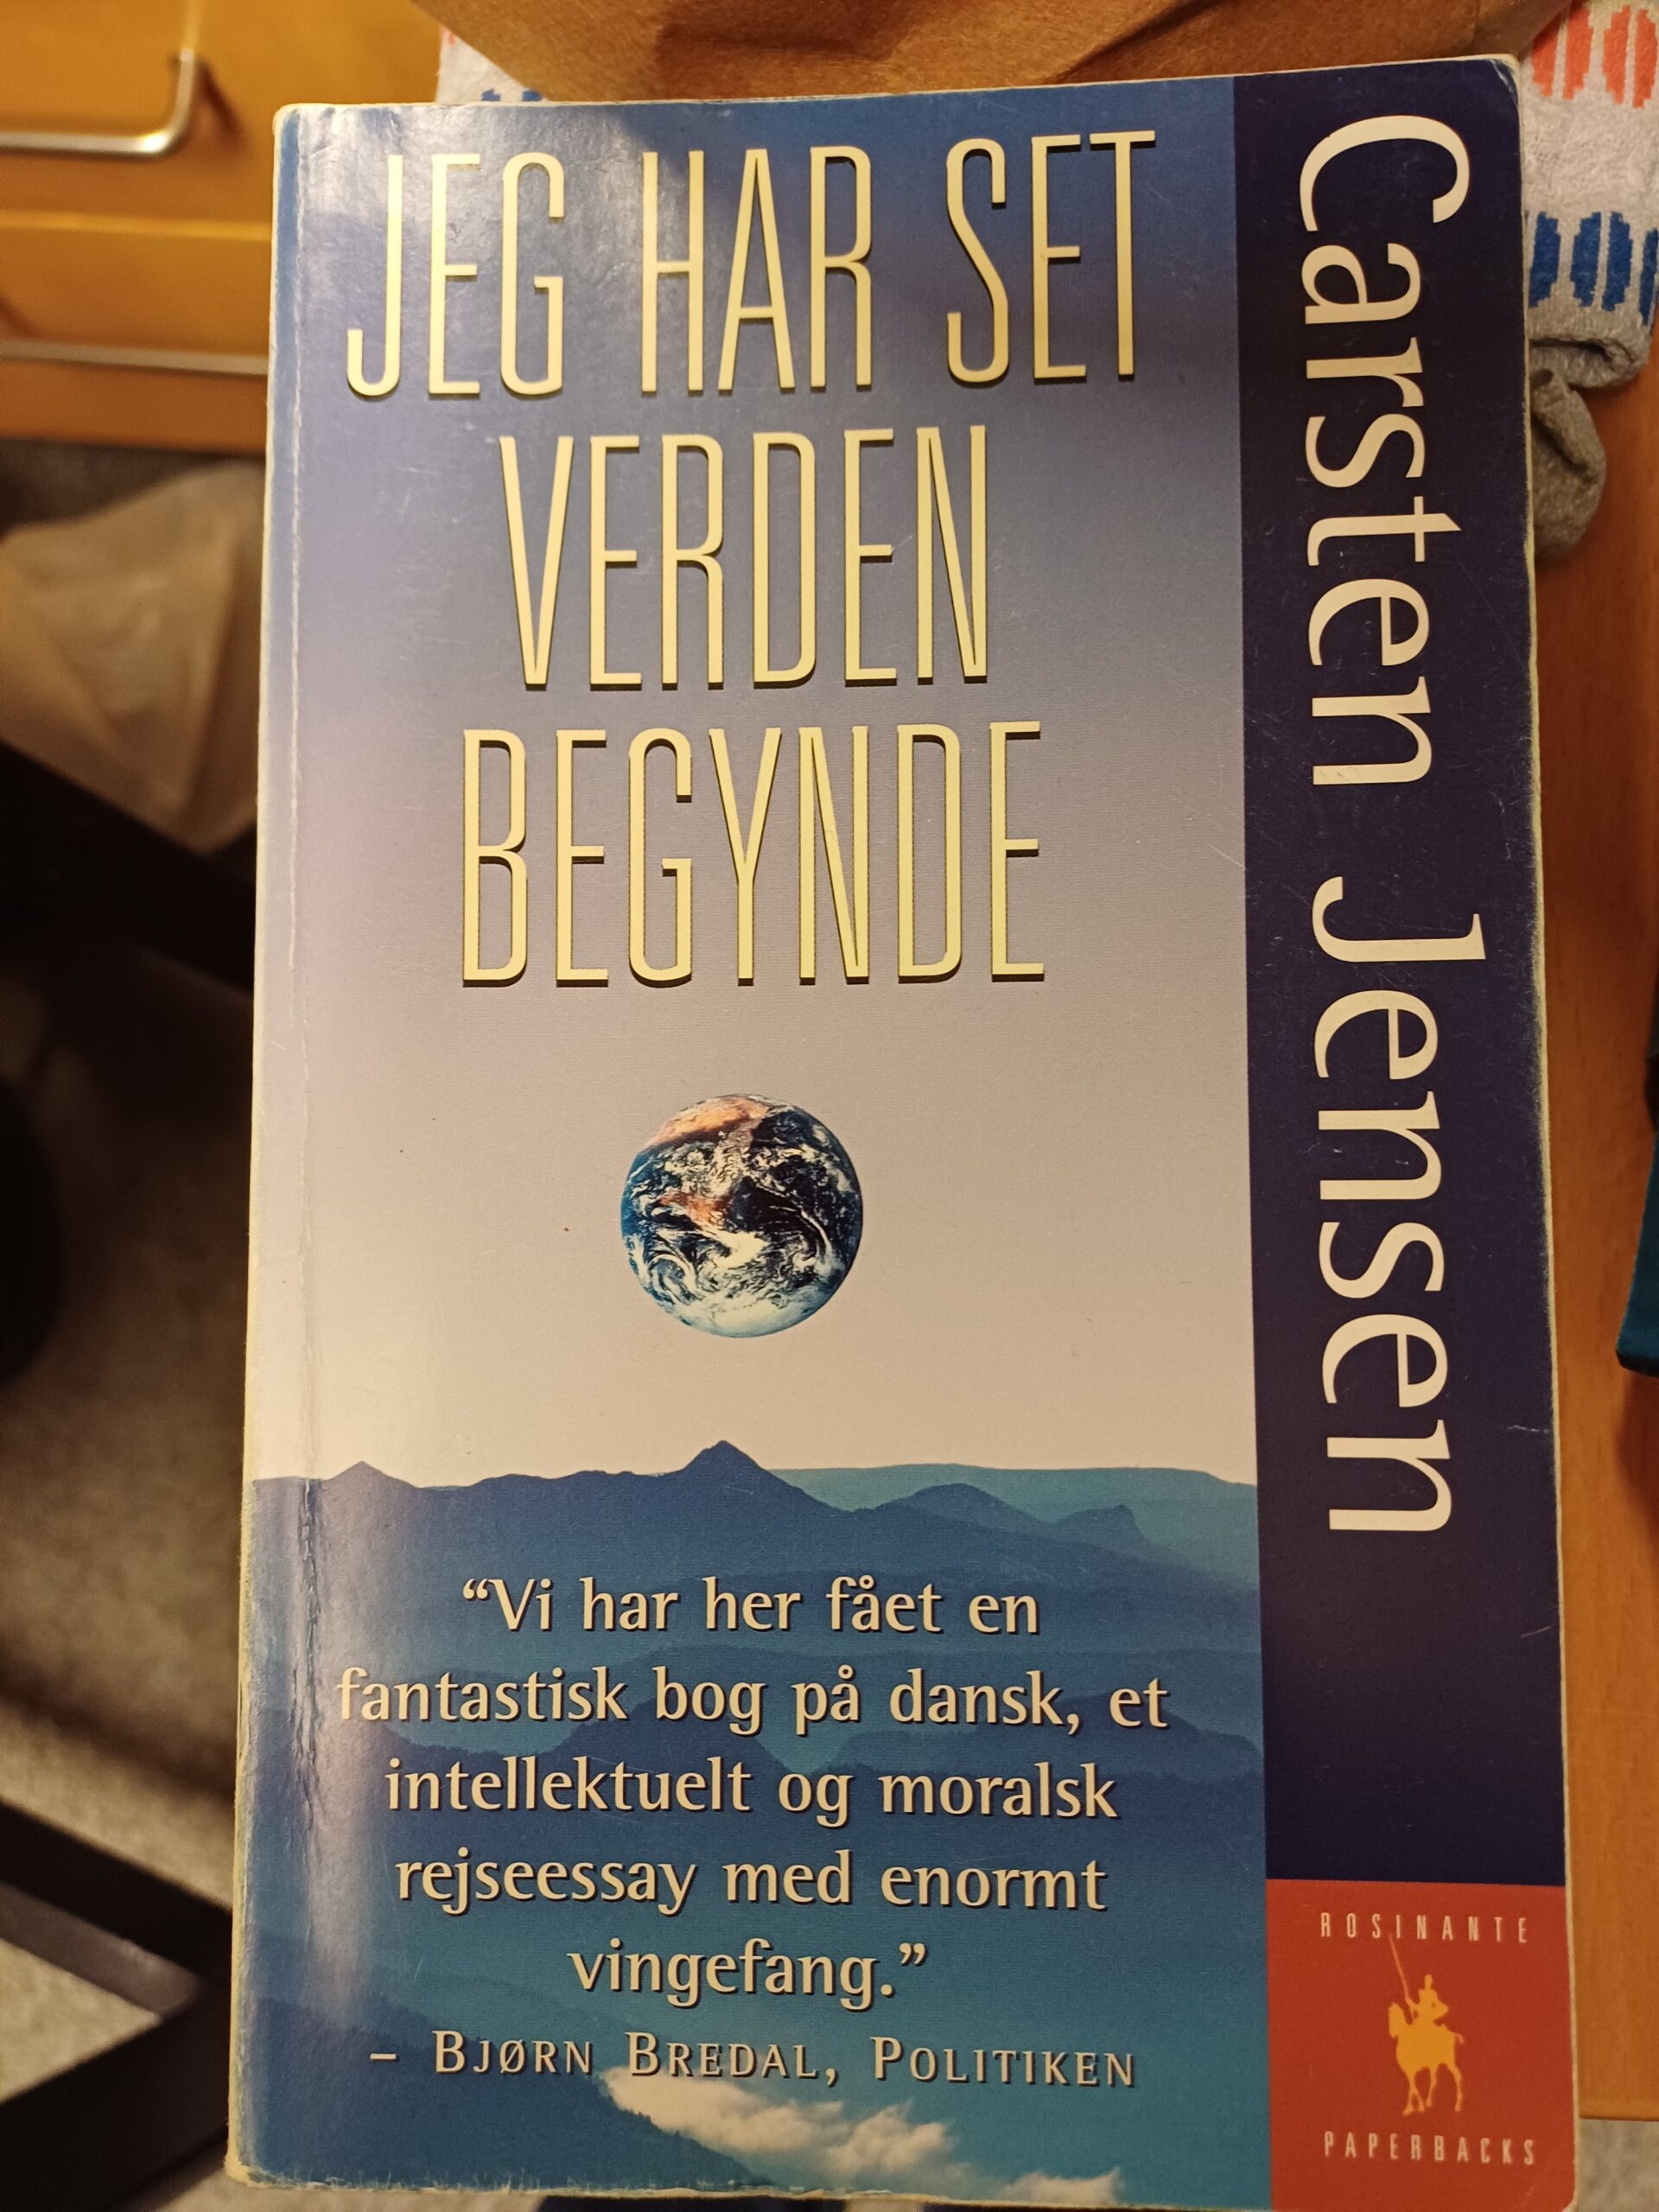 JEG HAR SET
VERDEN
BEGYNDE
Carsten Jensen
“Vi har her fået en
fantastisk bog på dansk, et
intellektuelt og moralsk
rejseessay med enormt
vingefang.”
– BJØRN BREDAL, POLITIKEN
ROSINANTE
PAPERBACKS